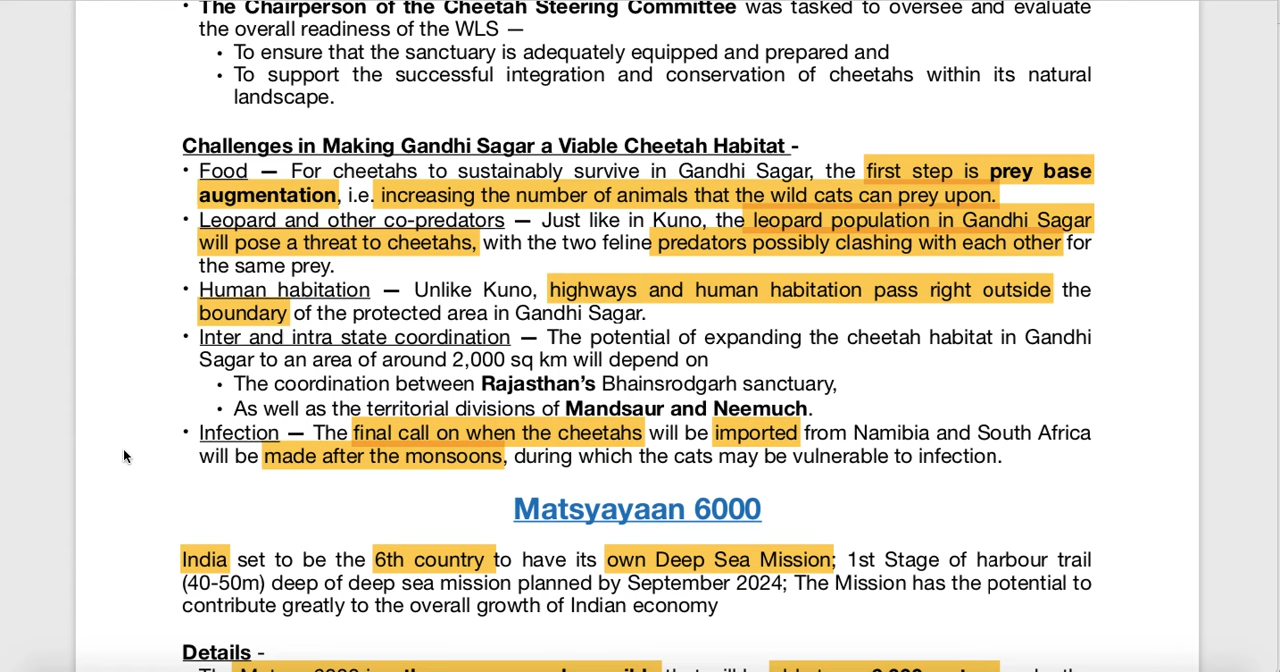 • The Chairperson of the Cheetah Steering Committee was tasked to oversee and evaluate
the overall readiness of the WLS —
• To ensure that the sanctuary is adequately equipped and prepared and
• To support the successful integration and conservation of cheetahs within its natural
landscape.
Challenges in Making Gandhi Sagar a Viable Cheetah Habitat -
• Food — For cheetahs to sustainably survive in Gandhi Sagar, the first step is prey base
augmentation, i.e. increasing the number of animals that the wild cats can prey upon.
• Leopard and other co-predators — Just like in Kuno, the leopard population in Gandhi Sagar
will pose a threat to cheetahs, with the two feline predators possibly clashing with each other for
the same prey.
• Human habitation — Unlike Kuno, highways and human habitation pass right outside the
boundary of the protected area in Gandhi Sagar.
• Inter and intra state coordination — The potential of expanding the cheetah habitat in Gandhi
Sagar to an area of around 2,000 sq km will depend on
• The coordination between Rajasthan’s Bhainsrodgarh sanctuary,
• As well as the territorial divisions of Mandsaur and Neemuch.
• Infection — The final call on when the cheetahs will be imported from Namibia and South Africa
will be made after the monsoons, during which the cats may be vulnerable to infection.
Matsyayaan 6000
India set to be the 6th country to have its own Deep Sea Mission; 1st Stage of harbour trail
(40-50m) deep of deep sea mission planned by September 2024; The Mission has the potential to
contribute greatly to the overall growth of Indian economy
Details -